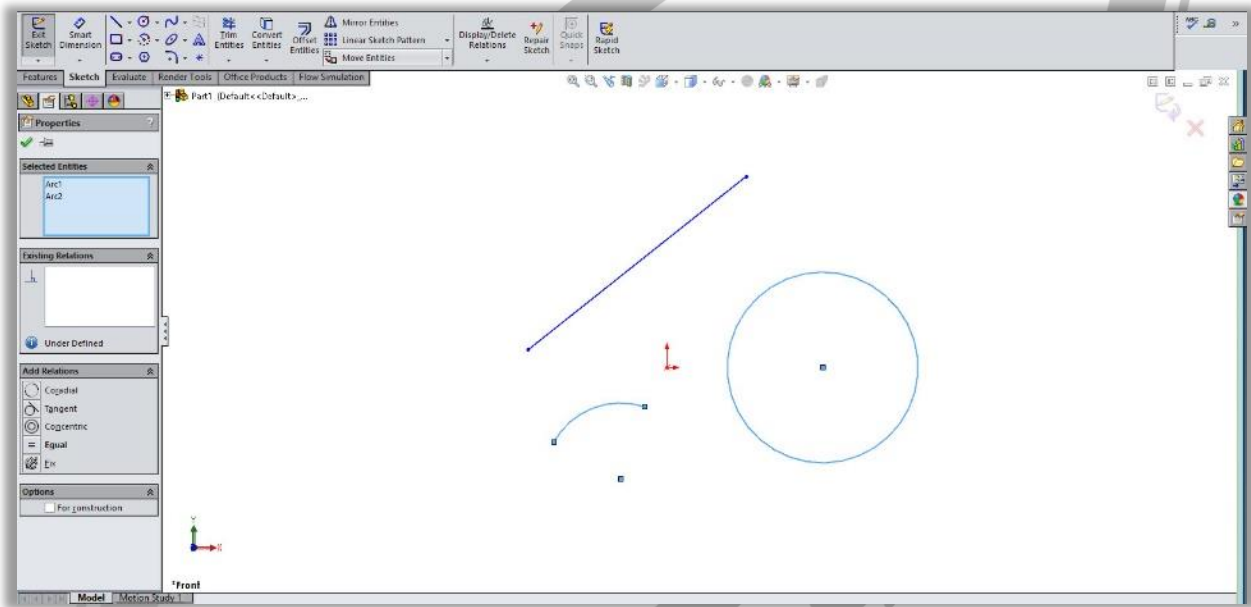 Exit Sketch
Smart Dimension
Trim Entities
Convert Entities
Offset Entities
Mirror Entities
Linear Sketch Pattern
Move Entities
Display/Delete Relations
Repair Sketch
Quick Snaps
Rapid Sketch
Features Sketch Evaluate Render Tools Office Products Flow Simulation
Part1 (Default<<Default>_...
Properties ?
Selected Entities
Arc1
Arc2
Existing Relations
Under Defined
Add Relations
Coradial
Tangent
Concentric
= Equal
Fix
Options
For construction
Y
X
*Front
Model Motion Study 1